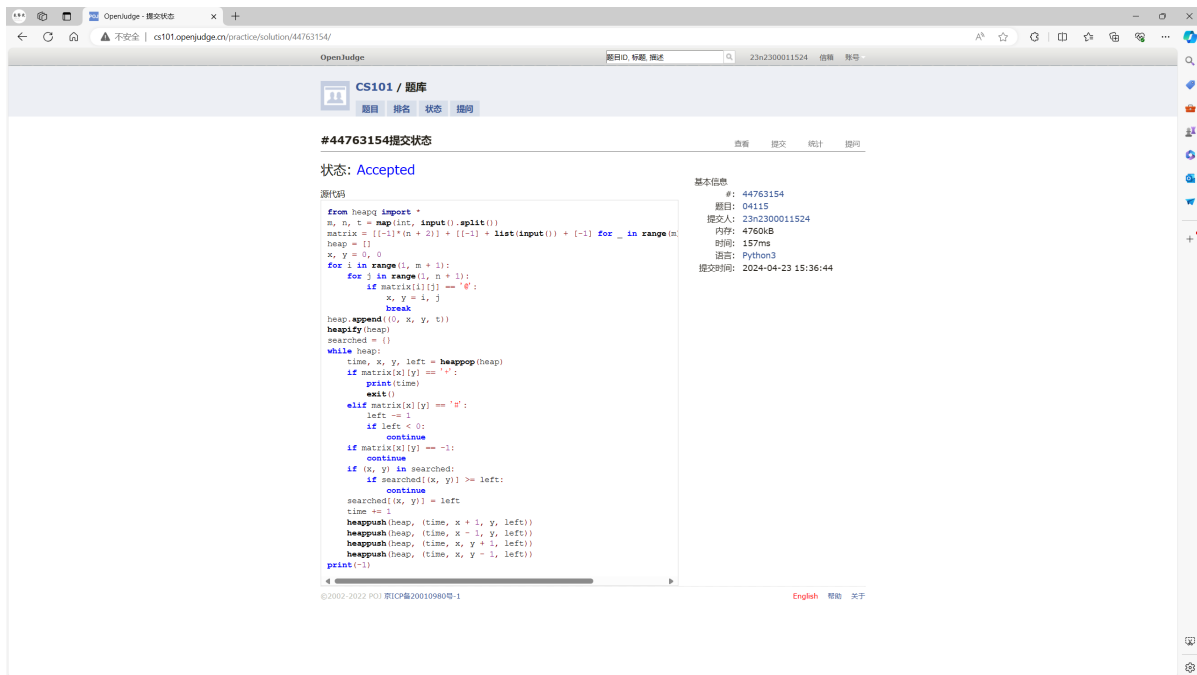 OpenJudge - 提交状态
不安全 | cs101.openjudge.cn/practice/solution/44763154/
OpenJudge
题目ID, 标题, 描述
23n2300011524 信箱 账号
CS101 / 题库
题目 排名 状态 提问
#44763154提交状态
查看 提交 统计 提问
状态: Accepted
源代码
from heapq import *
m, n, t = map(int, input().split())
matrix = [[-1]*(n + 2)] + [[-1] + list(input()) + [-1] for _ in range(m
heap = []
x, y = 0, 0
for i in range(1, m + 1):
    for j in range(1, n + 1):
        if matrix[i][j] == '@':
            x, y = i, j
            break
heap.append((0, x, y, t))
heapify(heap)
searched = {}
while heap:
    time, x, y, left = heappop(heap)
    if matrix[x][y] == '+':
        print(time)
        exit()
    elif matrix[x][y] == '#':
        left -= 1
        if left < 0:
            continue
    if matrix[x][y] == -1:
        continue
    if (x, y) in searched:
        if searched[(x, y)] >= left:
            continue
    searched[(x, y)] = left
    time += 1
    heappush(heap, (time, x + 1, y, left))
    heappush(heap, (time, x - 1, y, left))
    heappush(heap, (time, x, y + 1, left))
    heappush(heap, (time, x, y - 1, left))
print(-1)
基本信息
#: 44763154
题目: 04115
提交人: 23n2300011524
内存: 4760kB
时间: 157ms
语言: Python3
提交时间: 2024-04-23 15:36:44
©2002-2022 POJ 京ICP备20010980号-1
English 帮助 关于